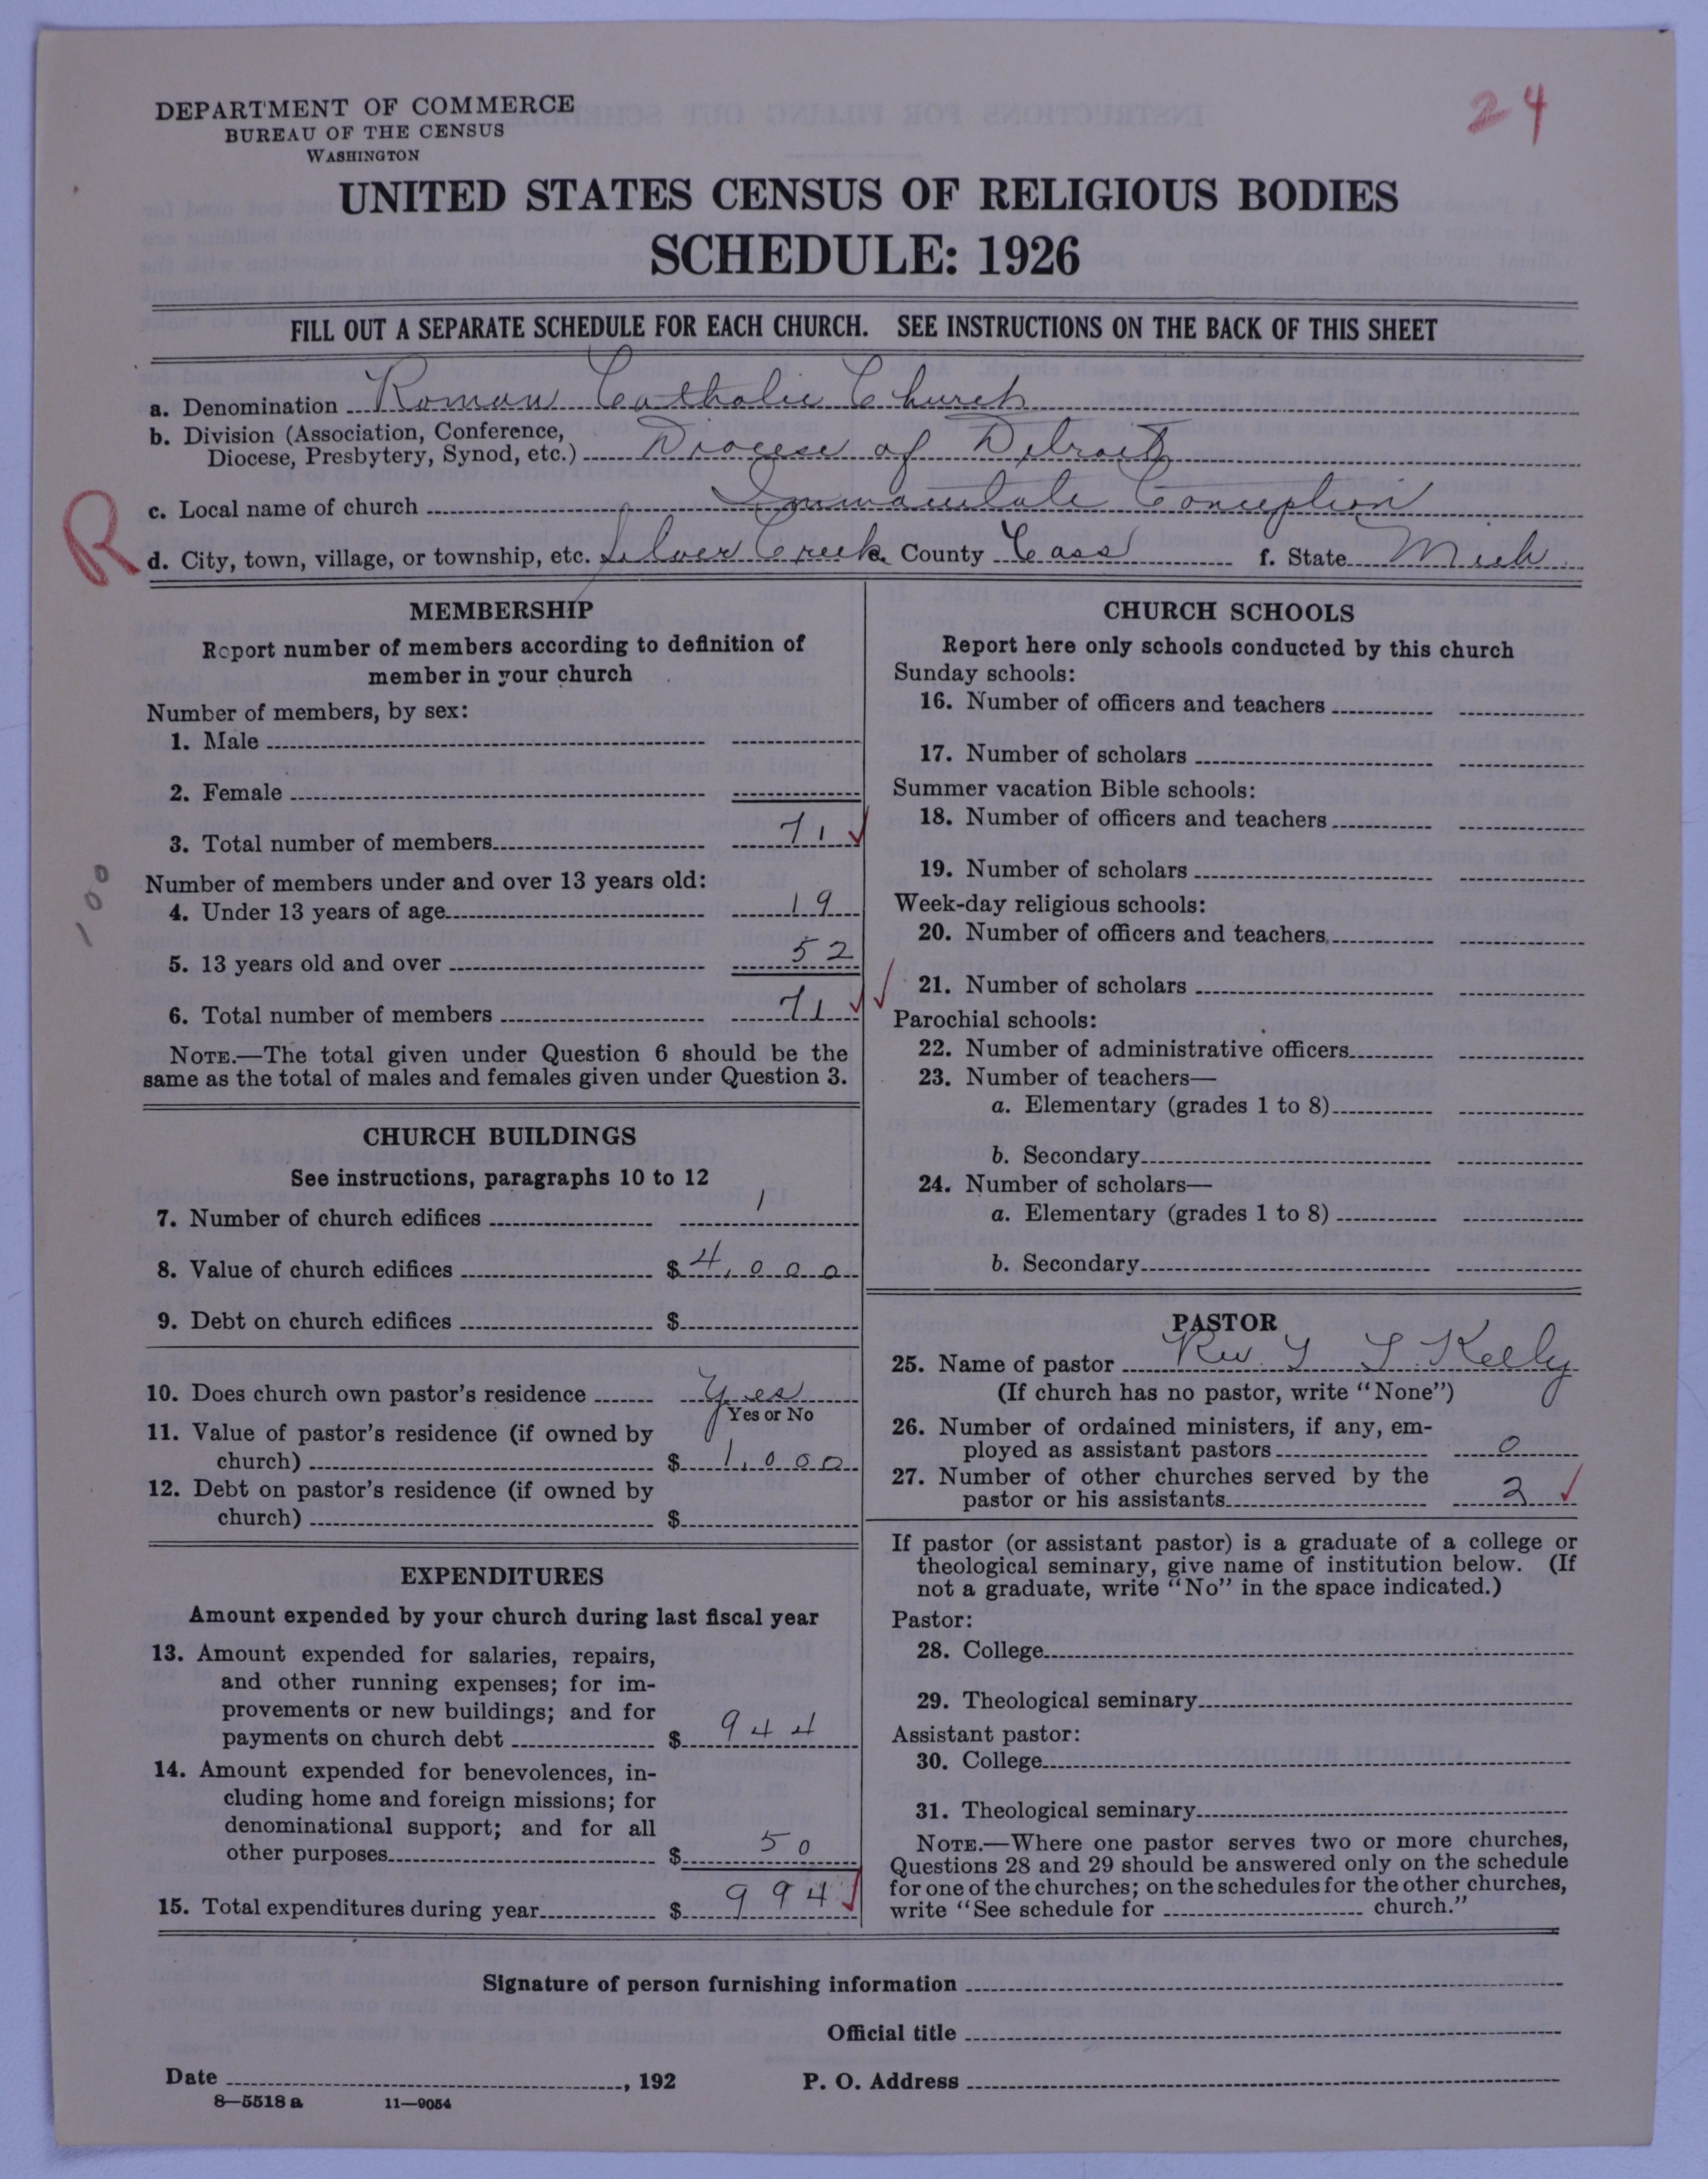 24
DEPARTMENT OF COMMERCE
BUREAU OF THE CENSUS
WASHINGTON
UNITED STATES CENSUS OF RELIGIOUS BODIES
SCHEDULE: 1926
FILL OUT A SEPARATE SCHEDULE FOR EACH CHURCH. SEE INSTRUCTIONS ON THE BACK OF THIS SHEET
a. Denomination Roman Catholic Church
b. Division (Association, Conference,
Diocese, Presbytery, Synod, etc.) Diocese of Detroit
c. Local name of church Immaculate Conception
R
d. City, town, village, or township, etc. Silver Creek e. County Cass f. State Mich
MEMBERSHIP
Report number of members according to definition of
member in your church
Number of members, by sex:
1. Male
2. Female
3. Total number of members 71 ✓
100
Number of members under and over 13 years old:
4. Under 13 years of age 19
5. 13 years old and over 52
6. Total number of members 71 ✓ ✓
NOTE.—The total given under Question 6 should be the
same as the total of males and females given under Question 3.
CHURCH BUILDINGS
See instructions, paragraphs 10 to 12
7. Number of church edifices 1
8. Value of church edifices $ 4,000
9. Debt on church edifices $
10. Does church own pastor's residence Yes
Yes or No
11. Value of pastor's residence (if owned by
church) $ 1,000
12. Debt on pastor's residence (if owned by
church) $
EXPENDITURES
Amount expended by your church during last fiscal year
13. Amount expended for salaries, repairs,
and other running expenses; for im-
provements or new buildings; and for
payments on church debt $ 944
14. Amount expended for benevolences, in-
cluding home and foreign missions; for
denominational support; and for all
other purposes $ 50
15. Total expenditures during year $ 994 ✓
CHURCH SCHOOLS
Report here only schools conducted by this church
Sunday schools:
16. Number of officers and teachers
17. Number of scholars
Summer vacation Bible schools:
18. Number of officers and teachers
19. Number of scholars
Week-day religious schools:
20. Number of officers and teachers
21. Number of scholars
Parochial schools:
22. Number of administrative officers
23. Number of teachers—
a. Elementary (grades 1 to 8)
b. Secondary
24. Number of scholars—
a. Elementary (grades 1 to 8)
b. Secondary
PASTOR
25. Name of pastor Rev. Kelly
(If church has no pastor, write "None")
26. Number of ordained ministers, if any, em-
ployed as assistant pastors 0
27. Number of other churches served by the
pastor or his assistants 2 ✓
If pastor (or assistant pastor) is a graduate of a college or
theological seminary, give name of institution below. (If
not a graduate, write "No" in the space indicated.)
Pastor:
28. College
29. Theological seminary
Assistant pastor:
30. College
31. Theological seminary
NOTE.—Where one pastor serves two or more churches,
Questions 28 and 29 should be answered only on the schedule
for one of the churches; on the schedules for the other churches,
write "See schedule for church."
Signature of person furnishing information
Official title
Date , 192 P. O. Address
8—5518 a 11—9054